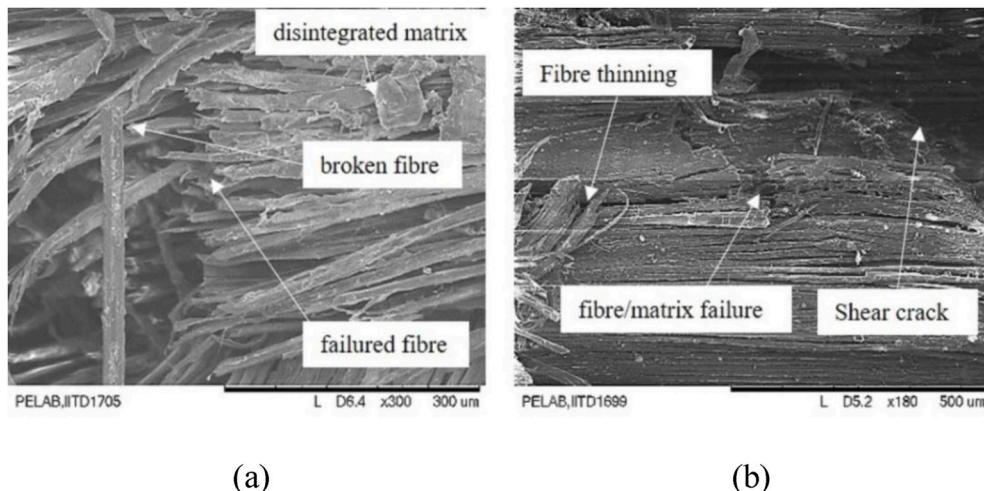 disintegrated matrix
broken fibre
failured fibre
PELAB,IITD1705 L D6.4 x300 300 um
Fibre thinning
fibre/matrix failure
Shear crack
PELAB,IITD1699 L D5.2 x180 500 um
(a)
(b)